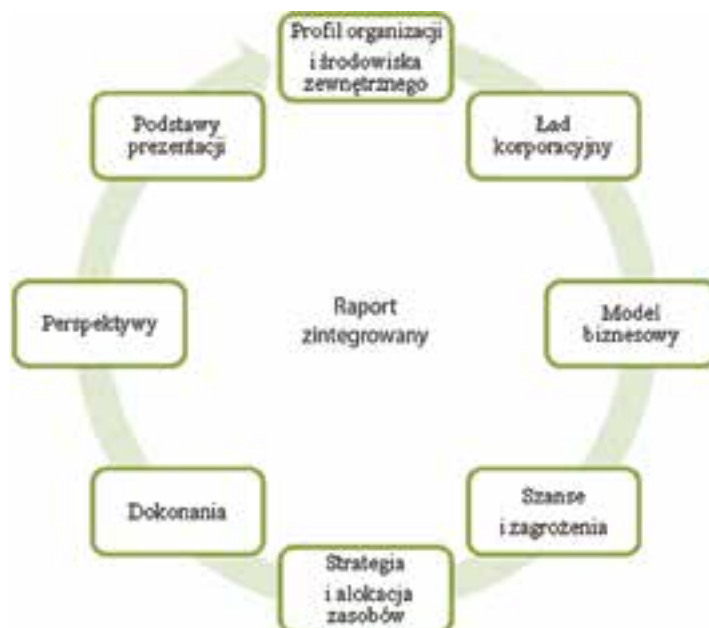 Profil organizacji
i środowiska
zewnętrznego
Ład
korporacyjny
Model
biznesowy
Szanse
i zagrożenia
Strategia
i alokacja
zasobów
Dokonania
Perspektywy
Podstawy
prezentacji
Raport
zintegrowany